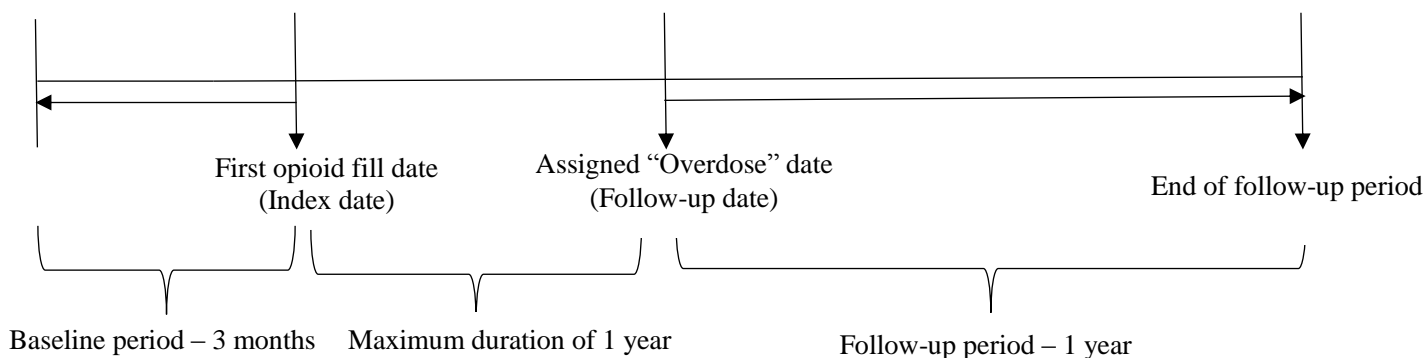 First opioid fill date
(Index date)
Assigned “Overdose” date
(Follow-up date)
End of follow-up period
Baseline period – 3 months
Maximum duration of 1 year
Follow-up period – 1 year